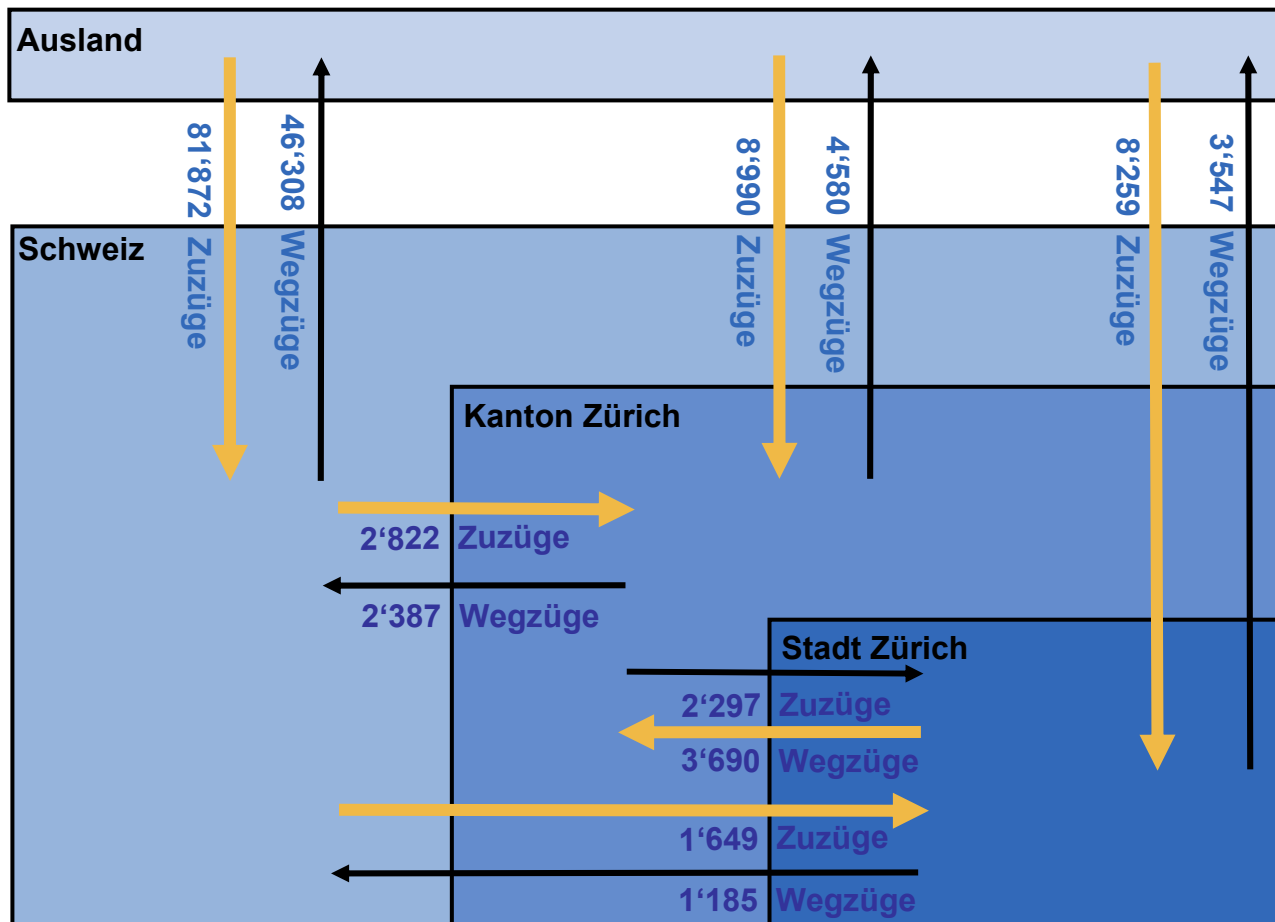 Ausland
81‘872 Zuzüge
46‘308 Wegzüge
8‘990 Zuzüge
4‘580 Wegzüge
8‘259 Zuzüge
3‘547 Wegzüge
Schweiz
Kanton Zürich
2‘822 Zuzüge
2‘387 Wegzüge
Stadt Zürich
2‘297 Zuzüge
3‘690 Wegzüge
1‘649 Zuzüge
1‘185 Wegzüge